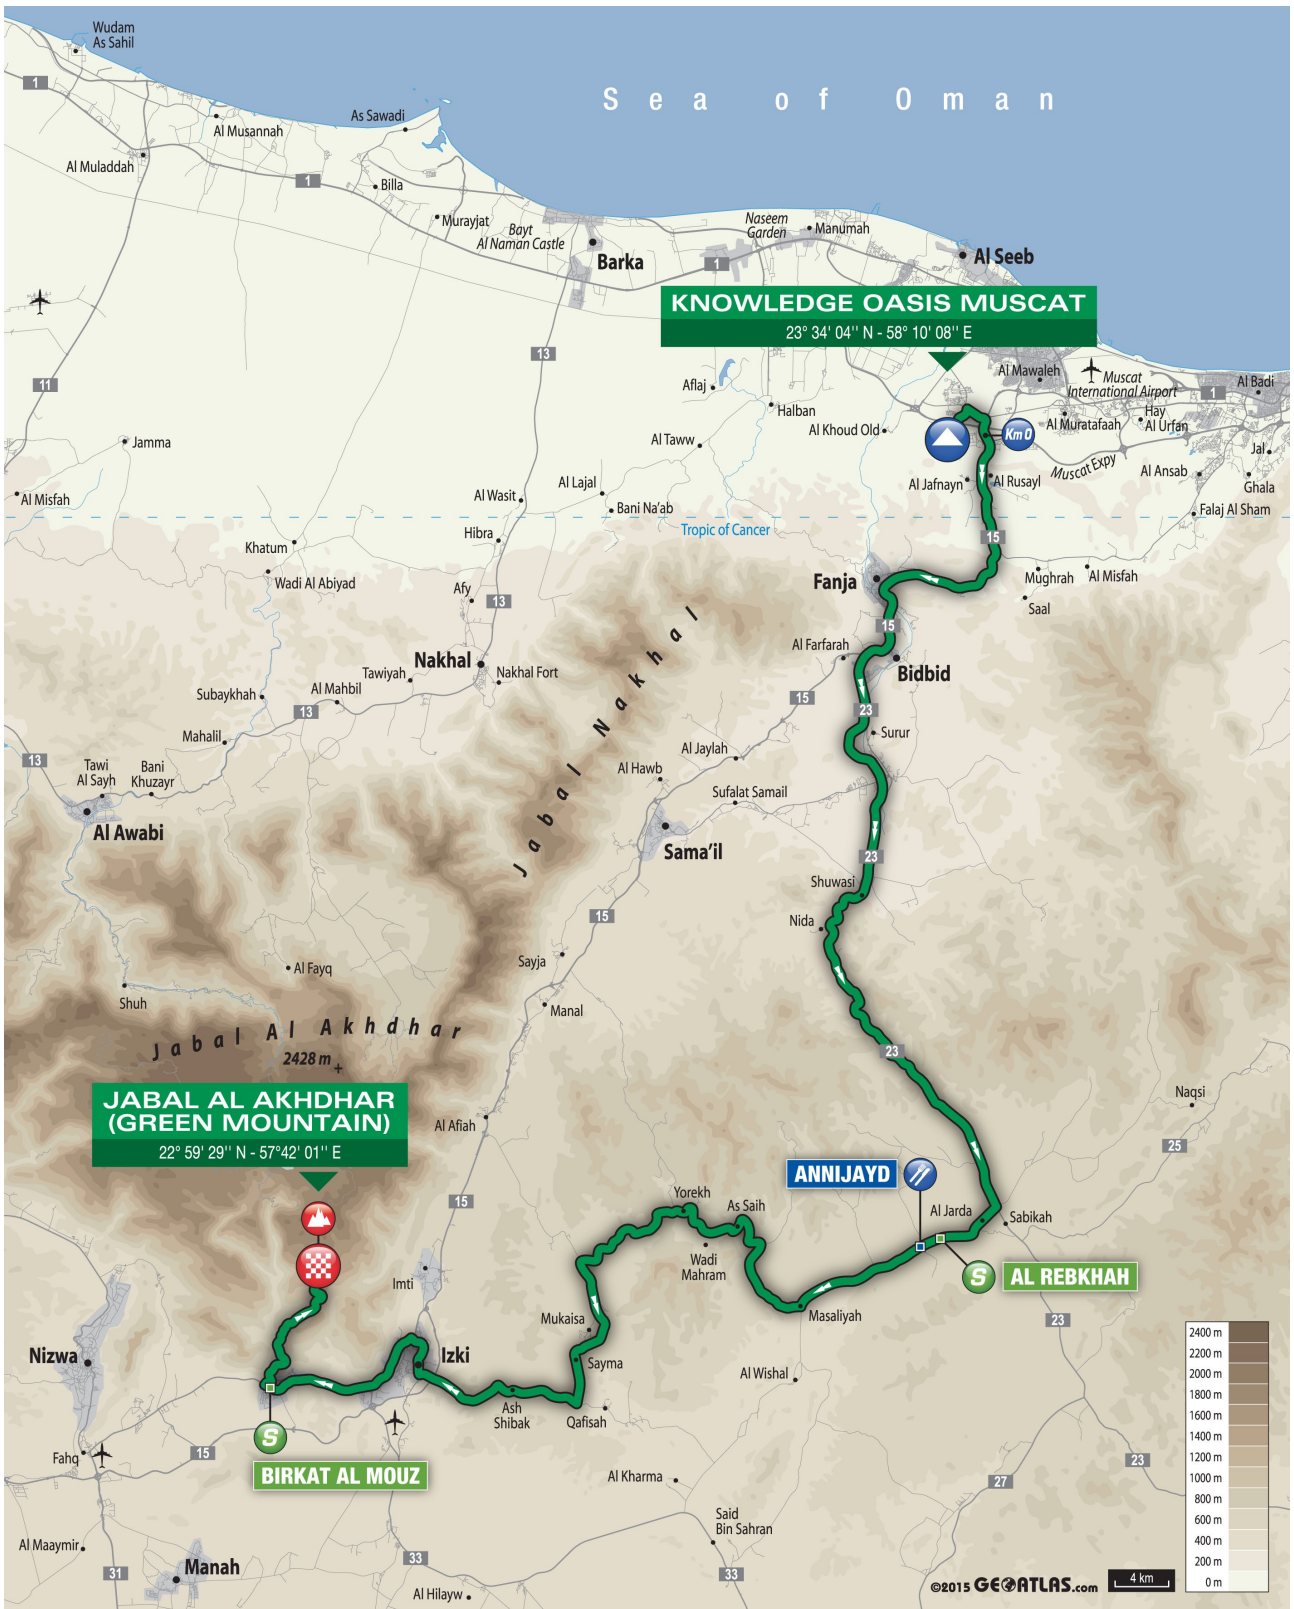 Wudam
As Sahil
1
Sea of Oman
As Sawadi
Al Musannah
Al Muladdah
1
Billa
Murayjat
Bayt
Al Naman Castle
Naseem
Garden
Manumah
Barka
1
Al Seeb
KNOWLEDGE OASIS MUSCAT
23° 34' 04'' N - 58° 10' 08'' E
13
11
Aflaj
Halban
Al Mawaleh
Muscat
International Airport
1
Al Badi
Al Khoud Old
Km 0
Al Muratafaah
Hay
Al Urfan
Jamma
Al Taww
Muscat Expy
Jal
Al Misfah
Al Wasit
Al Lajal
Bani Na'ab
Al Jafnayn
Al Rusayl
Al Ansab
Ghala
Falaj Al Sham
Tropic of Cancer
Khatum
Hibra
15
Wadi Al Abiyad
Afy
13
Fanja
Mughrah
Al Misfah
Saal
15
Jabal Nakhal
Nakhal
Nakhal Fort
Tawiyah
Al Farfarah
Bidbid
Subaykhah
Al Mahbil
13
15
23
Mahalil
Surur
13
Tawi
Al Sayh
Bani
Khuzayr
Al Jaylah
Al Hawb
Sufalat Samail
Al Awabi
Sama'il
23
Shuwasi
15
Nida
Al Fayq
Sayja
Shuh
Manal
Jabal Al Akhdhar
2428 m
23
JABAL AL AKHDHAR
(GREEN MOUNTAIN)
22° 59' 29'' N - 57°42' 01'' E
Al Afiah
Naqsi
25
15
ANNIJAYD
Yorekh
As Saih
Al Jarda
Sabikah
Wadi
Mahram
Imti
S
AL REBKHAH
Masaliyah
Mukaisa
23
Nizwa
Izki
Sayma
Al Wishal
Ash
Shibak
Qafisah
S
Fahq
15
BIRKAT AL MOUZ
Al Kharma
27
23
Said
Bin Sahran
Al Maaymir
Manah
31
33
Al Hilayw
33
2400 m
2200 m
2000 m
1800 m
1600 m
1400 m
1200 m
1000 m
800 m
600 m
400 m
200 m
0 m
©2015 GEOATLAS.com
4 km